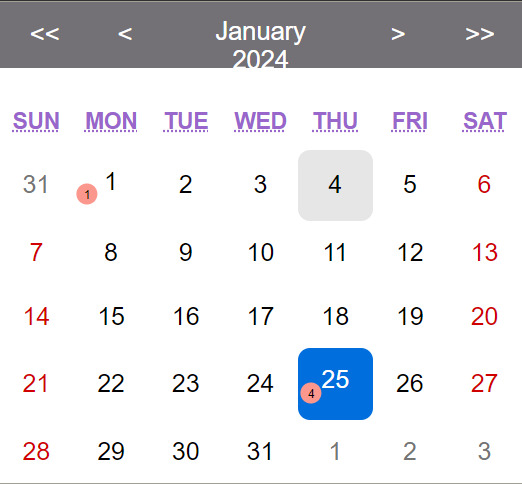 << < January > >>
2024
SUN MON TUE WED THU FRI SAT
31 1 2 3 4 5 6
1
7 8 9 10 11 12 13
14 15 16 17 18 19 20
21 22 23 24 25 26 27
4
28 29 30 31 1 2 3